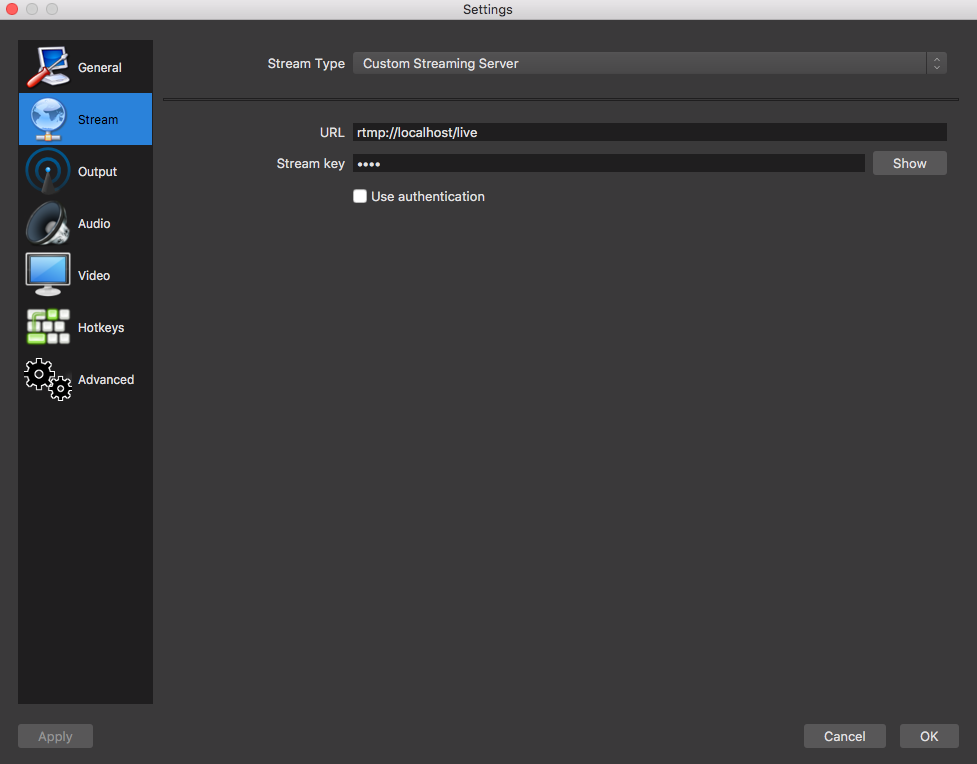 Settings
General
Stream
Output
Audio
Video
Hotkeys
Advanced
Stream Type Custom Streaming Server
URL rtmp://localhost/live
Stream key •••• Show
Use authentication
Apply Cancel OK